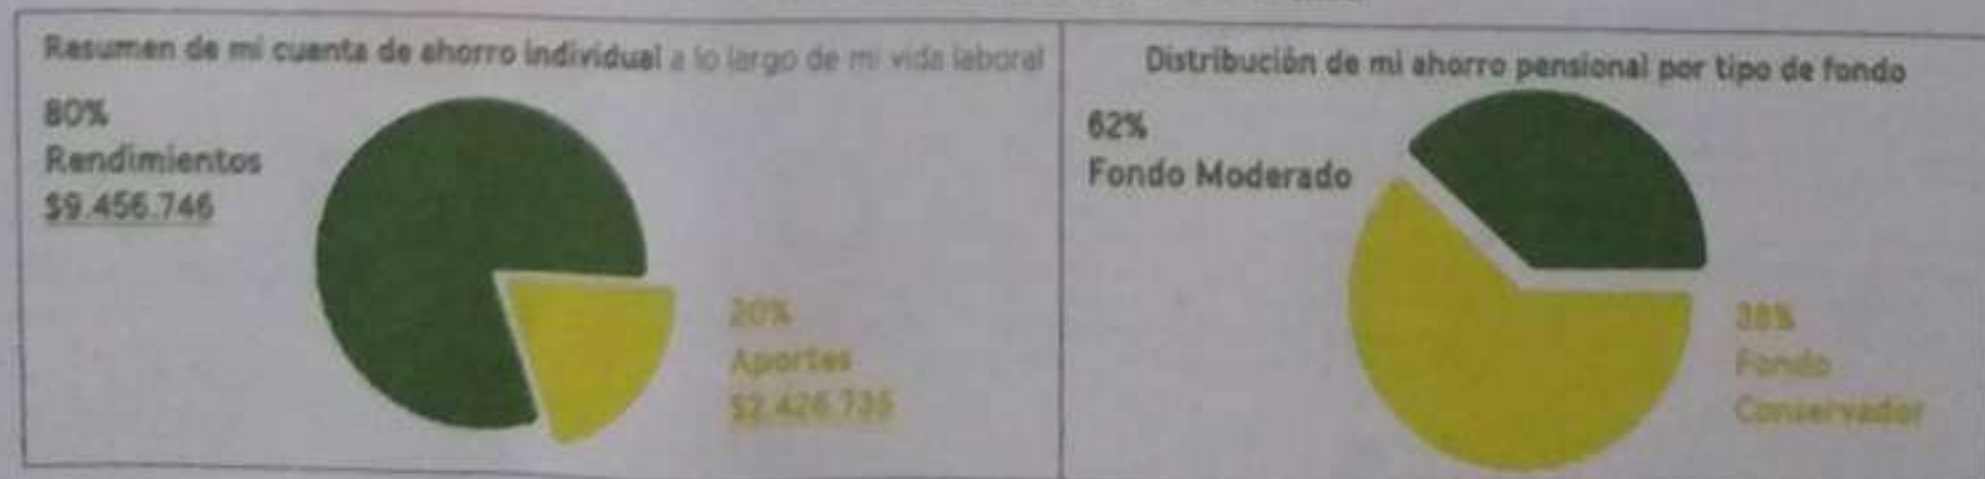 Resumen de mi cuenta de ahorro individual a lo largo de mi vida laboral
80%
Rendimientos
$9.456.746
20%
Aportes
$2.426.735
Distribución de mi ahorro pensional por tipo de fondo
62%
Fondo Moderado
38%
Fondo
Conservador